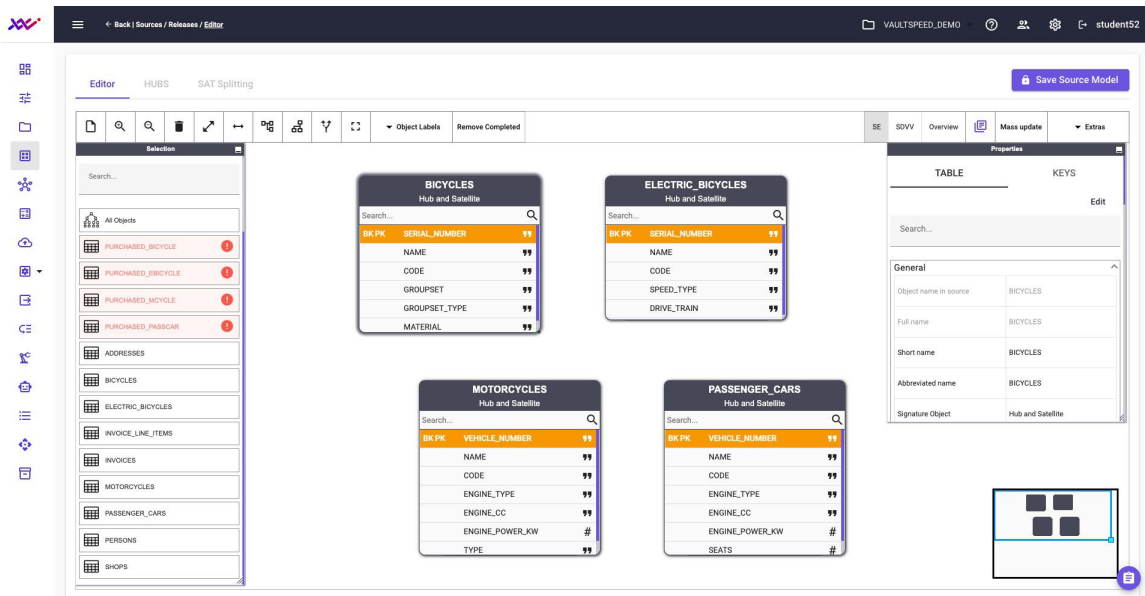 ← Back | Sources / Releases / Editor
VAULTSPEED_DEMO
student52
Editor
HUBS
SAT Splitting
Save Source Model
Object Labels
Remove Completed
SE
SDVV
Overview
Mass update
Extras
Selection
Search...
All Objects
PURCHASED_BICYCLE
PURCHASED_EBICYCLE
PURCHASED_MCYCLE
PURCHASED_PASSCAR
ADDRESSES
BICYCLES
ELECTRIC_BICYCLES
INVOICE_LINE_ITEMS
INVOICES
MOTORCYCLES
PASSENGER_CARS
PERSONS
SHOPS
BICYCLES
Hub and Satellite
Search...
BK PK SERIAL_NUMBER
NAME
CODE
GROUPSET
GROUPSET_TYPE
MATERIAL
ELECTRIC_BICYCLES
Hub and Satellite
Search...
BK PK SERIAL_NUMBER
NAME
CODE
SPEED_TYPE
DRIVE_TRAIN
MOTORCYCLES
Hub and Satellite
Search...
BK PK VEHICLE_NUMBER
NAME
CODE
ENGINE_TYPE
ENGINE_CC
ENGINE_POWER_KW #
TYPE
PASSENGER_CARS
Hub and Satellite
Search...
BK PK VEHICLE_NUMBER
NAME
CODE
ENGINE_TYPE
ENGINE_CC
ENGINE_POWER_KW #
SEATS #
Properties
TABLE
KEYS
Edit
Search...
General
Object name in source BICYCLES
Full name BICYCLES
Short name BICYCLES
Abbreviated name BICYCLES
Signature Object Hub and Satellite